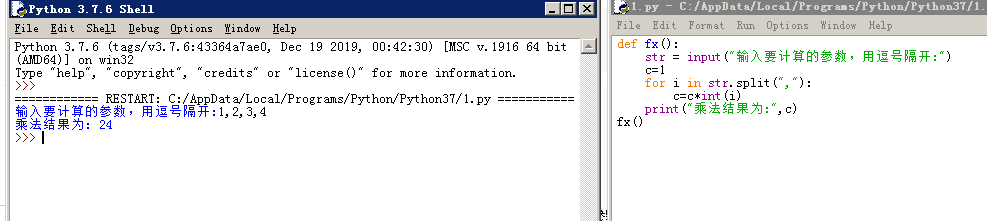 Python 3.7.6 Shell
File Edit Shell Debug Options Window Help
Python 3.7.6 (tags/v3.7.6:43364a7ae0, Dec 19 2019, 00:42:30) [MSC v.1916 64 bit
(AMD64)] on win32
Type "help", "copyright", "credits" or "license()" for more information.
>>>
============ RESTART: C:/AppData/Local/Programs/Python/Python37/1.py ===========
输入要计算的参数，用逗号隔开:1,2,3,4
乘法结果为: 24
>>>
1.py - C:/AppData/Local/Programs/Python/Python37/1.
File Edit Format Run Options Window Help
def fx():
    str = input("输入要计算的参数，用逗号隔开:")
    c=1
    for i in str.split(","):
        c=c*int(i)
    print("乘法结果为:",c)
fx()